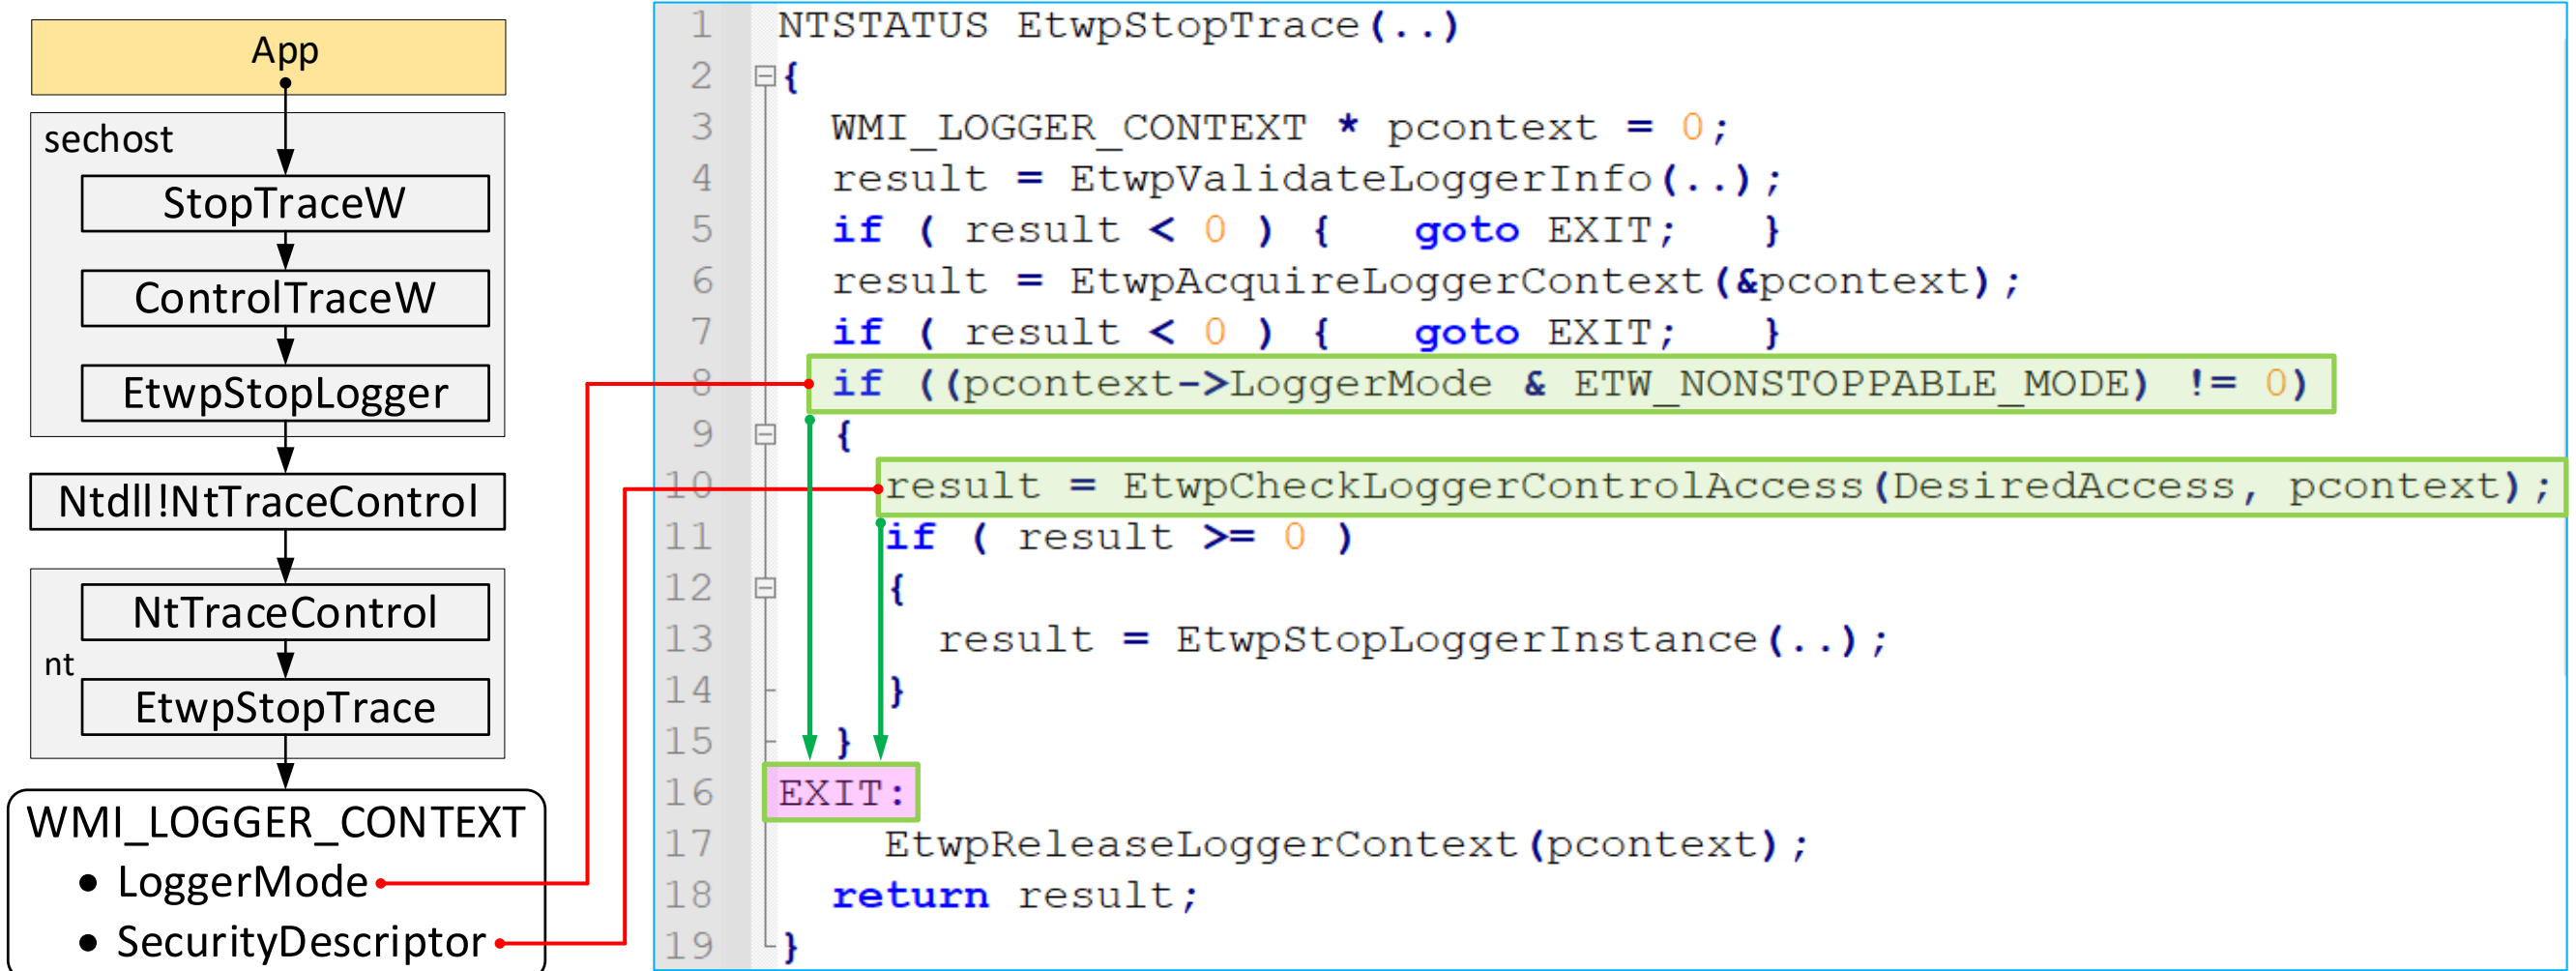 App
sechost
StopTraceW
ControlTraceW
EtwpStopLogger
Ntdll!NtTraceControl
NtTraceControl
nt
EtwpStopTrace
WMI_LOGGER_CONTEXT
• LoggerMode
• SecurityDescriptor
1 NTSTATUS EtwpStopTrace(..)
2 {
3 WMI_LOGGER_CONTEXT * pcontext = 0;
4 result = EtwpValidateLoggerInfo(..);
5 if ( result < 0 ) { goto EXIT; }
6 result = EtwpAcquireLoggerContext(&pcontext);
7 if ( result < 0 ) { goto EXIT; }
8 if ((pcontext->LoggerMode & ETW_NONSTOPPABLE_MODE) != 0)
9 {
10 result = EtwpCheckLoggerControlAccess(DesiredAccess, pcontext);
11 if ( result >= 0 )
12 {
13 result = EtwpStopLoggerInstance(..);
14 }
15 }
16 EXIT:
17 EtwpReleaseLoggerContext(pcontext);
18 return result;
19 }